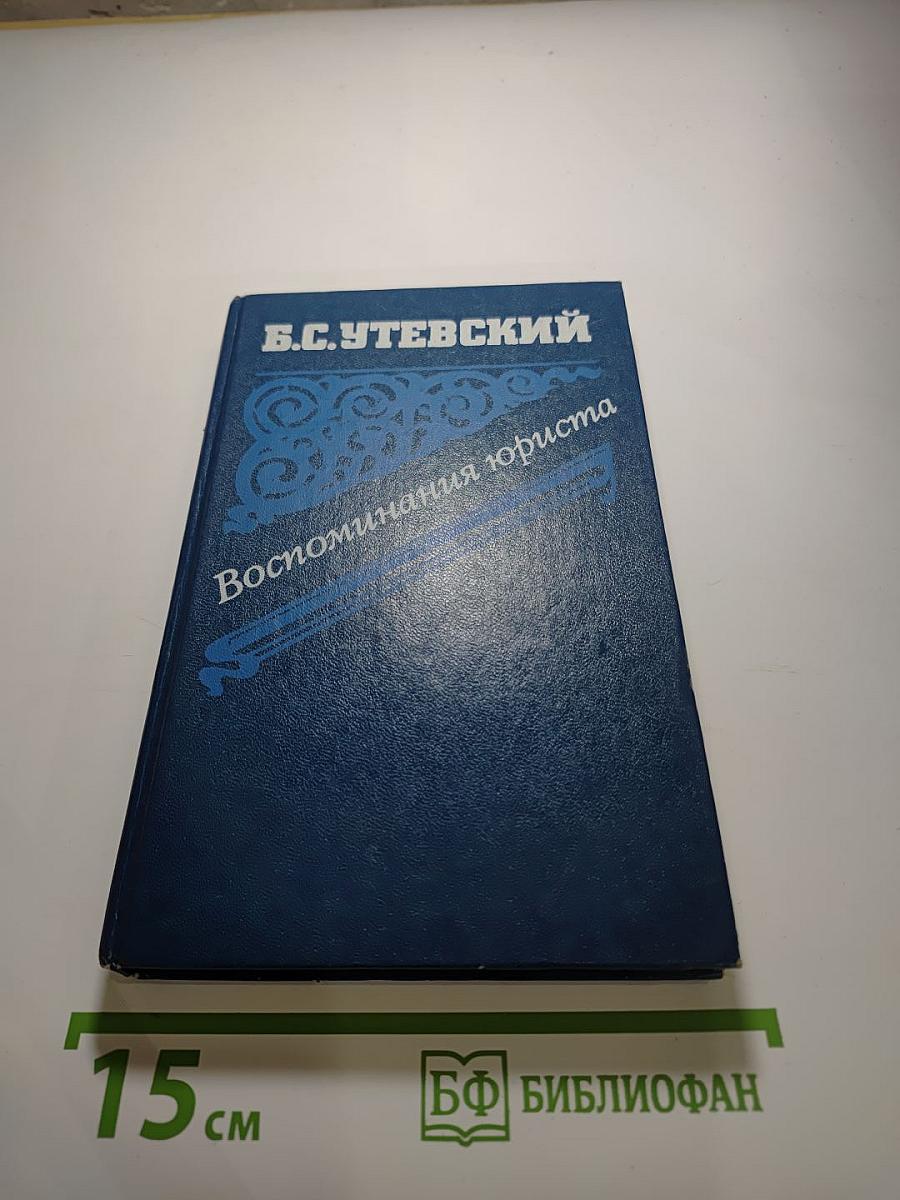 Б.С.УТЕВСКИЙ
Воспоминания юриста
15 см
БФ БИБЛИОФАН